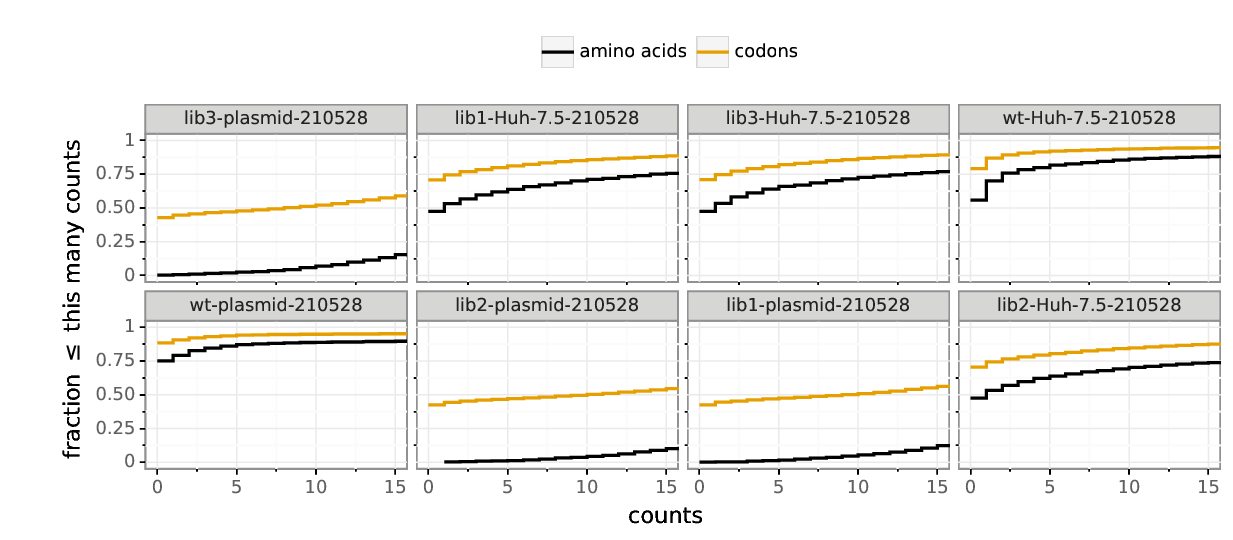 amino acids codons
lib3-plasmid-210528 lib1-Huh-7.5-210528 lib3-Huh-7.5-210528 wt-Huh-7.5-210528
1
0.75
0.50
0.25
0
wt-plasmid-210528 lib2-plasmid-210528 lib1-plasmid-210528 lib2-Huh-7.5-210528
1
0.75
0.50
0.25
0
0 5 10 15 0 5 10 15 0 5 10 15 0 5 10 15
counts
fraction ≤ this many counts